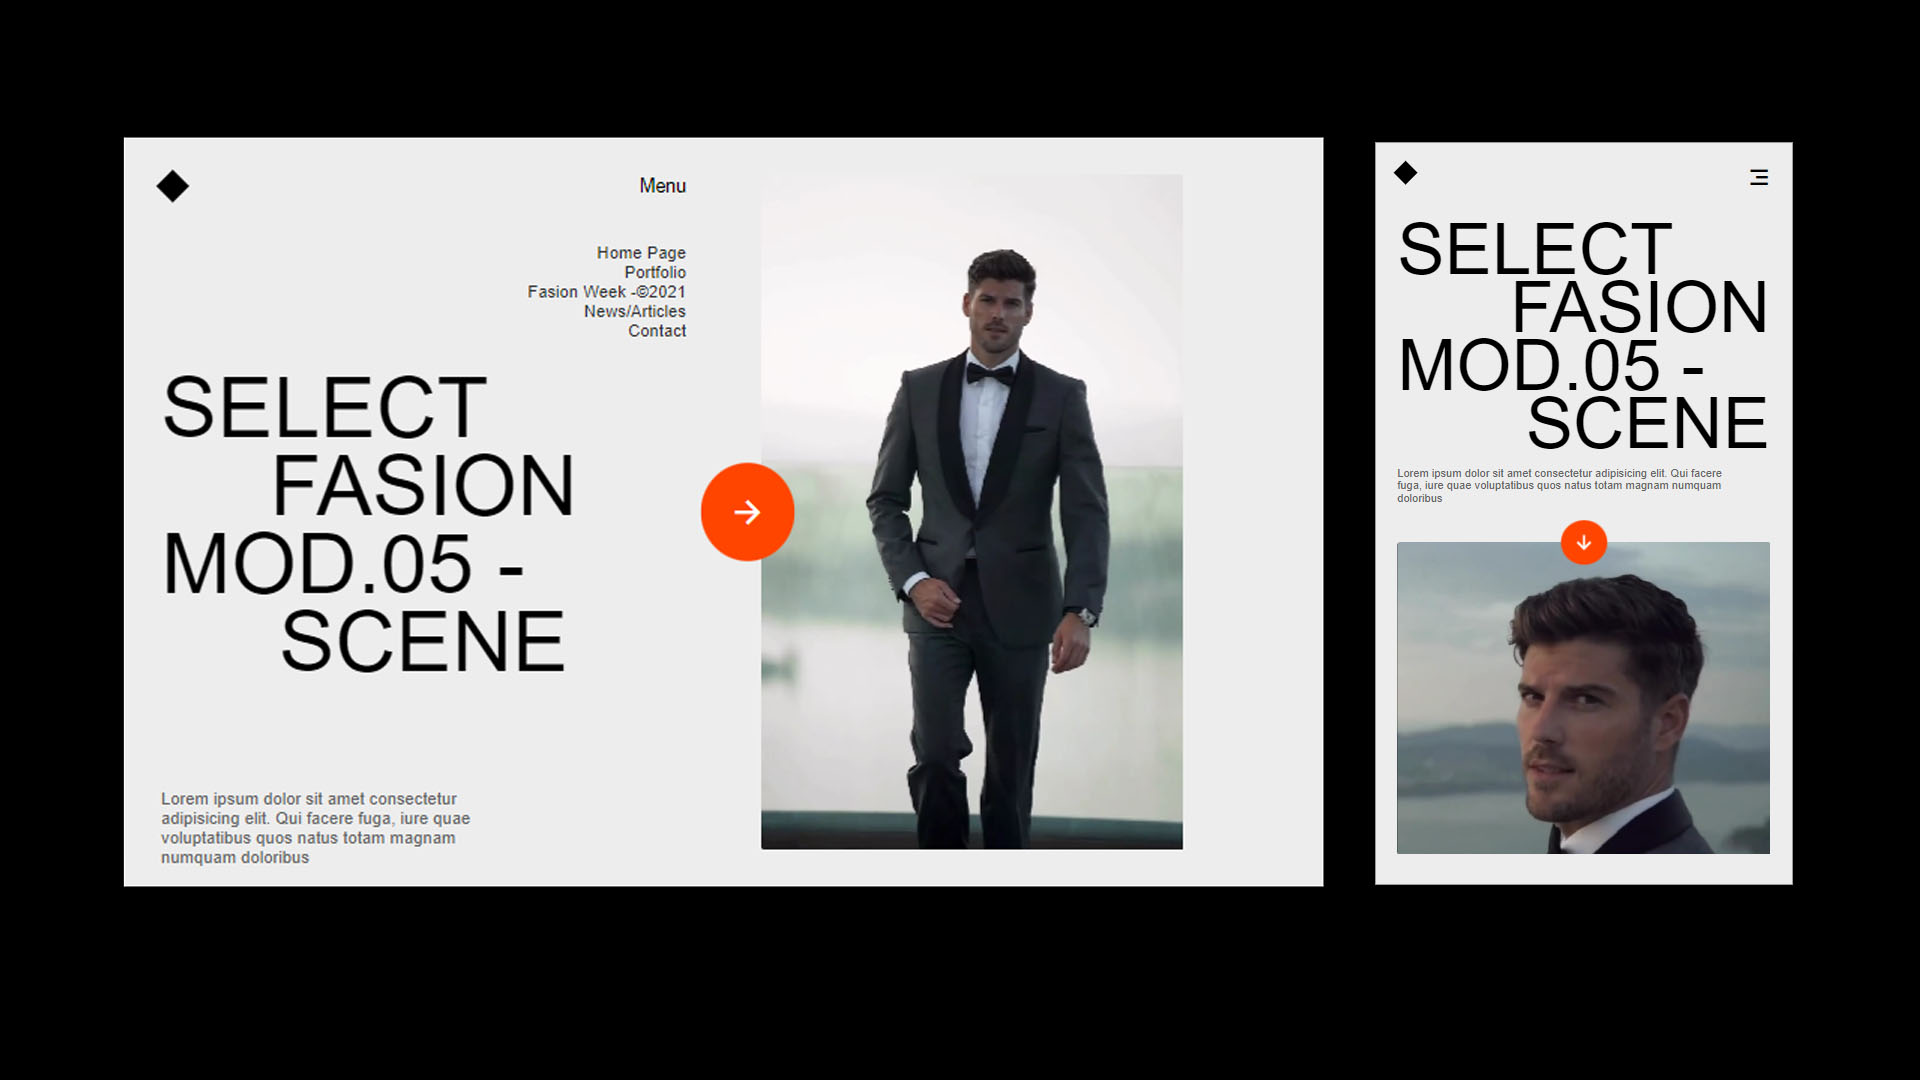 Menu
Home Page
Portfolio
Fasion Week -©2021
News/Articles
Contact
SELECT
FASION
MOD.05 -
SCENE
Lorem ipsum dolor sit amet consectetur
adipisicing elit. Qui facere fuga, iure quae
voluptatibus quos natus totam magnam
numquam doloribus
SELECT
FASION
MOD.05 -
SCENE
Lorem ipsum dolor sit amet consectetur adipisicing elit. Qui facere
fuga, iure quae voluptatibus quos natus totam magnam numquam
doloribus